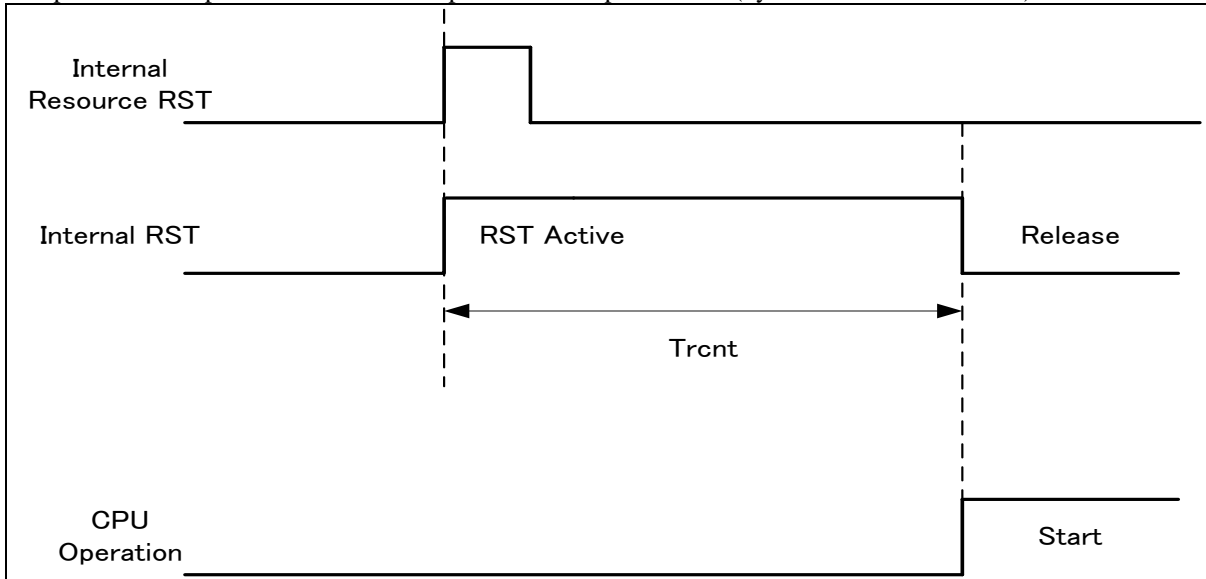 Internal
Resource RST
Internal RST
RST Active
Release
Trcnt
CPU
Operation
Start